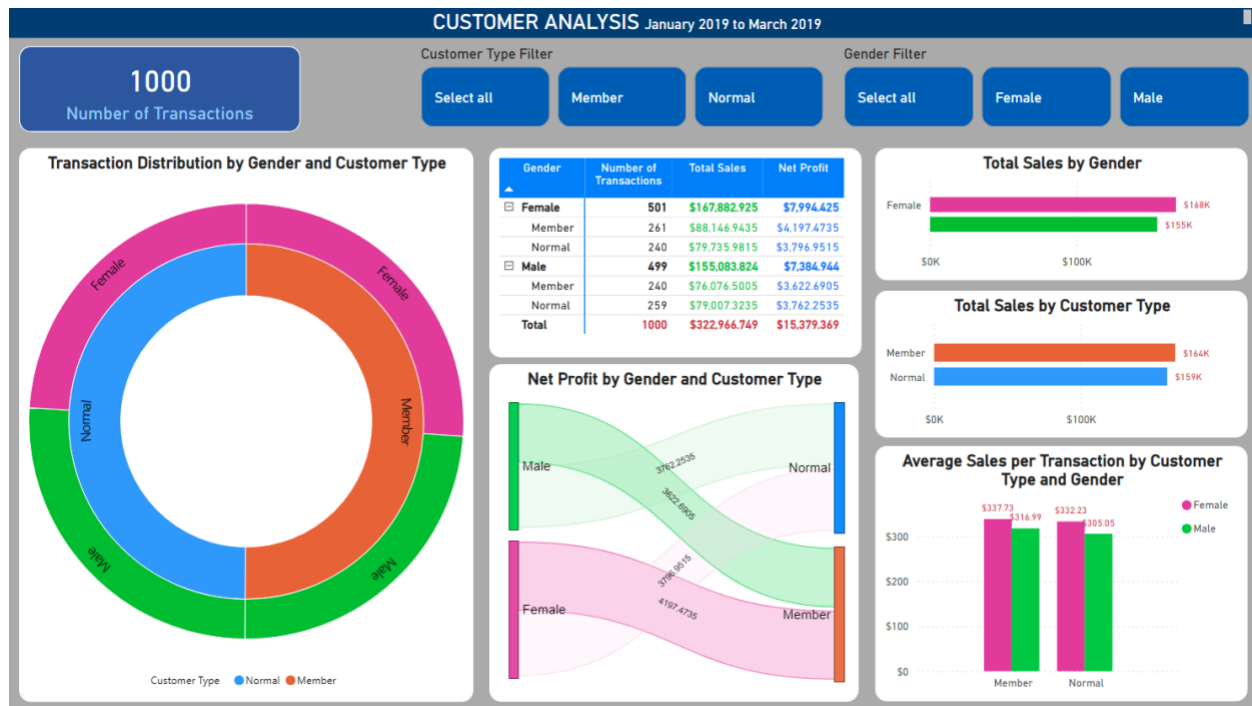 CUSTOMER ANALYSIS January 2019 to March 2019
1000
Number of Transactions
Customer Type Filter
Select all
Member
Normal
Gender Filter
Select all
Female
Male
Transaction Distribution by Gender and Customer Type
Female
Female
Normal
Member
Male
Male
Customer Type Normal Member
Gender Number of Transactions Total Sales Net Profit
Female 501 $167,882.925 $7,994.425
Member 261 $88,146.9435 $4,197.4735
Normal 240 $79,735.9815 $3,796.9515
Male 499 $155,083.824 $7,384.944
Member 240 $76,076.5005 $3,622.6905
Normal 259 $79,007.3235 $3,762.2535
Total 1000 $322,966.749 $15,379.369
Net Profit by Gender and Customer Type
Male
3762.2535
Normal
3622.6905
3796.9515
Female
4197.4735
Member
Total Sales by Gender
Female
$168K
$155K
$0K $100K
Total Sales by Customer Type
Member
$164K
Normal
$159K
$0K $100K
Average Sales per Transaction by Customer
Type and Gender
$337.73
$316.99
$332.23
$305.05
Female
Male
$300
$200
$100
$0
Member Normal